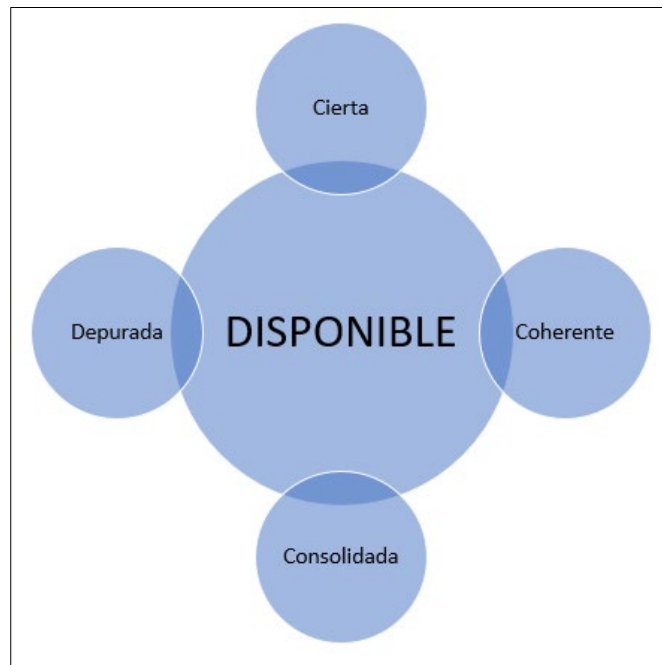 Cierta
Depurada
DISPONIBLE
Coherente
Consolidada